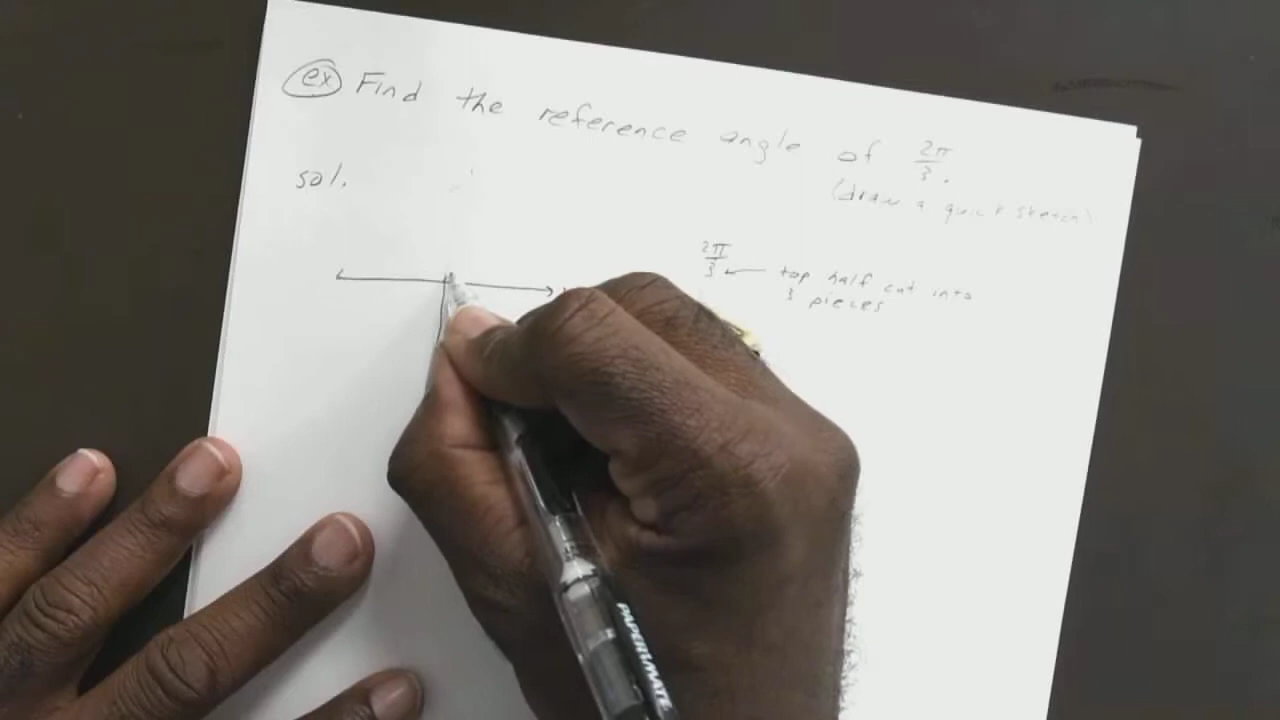 ex Find the reference angle of 2π/3.
(draw a quick sketch)
sol.
2π/3 ← top half cut into
3 pieces
PAPERMATE